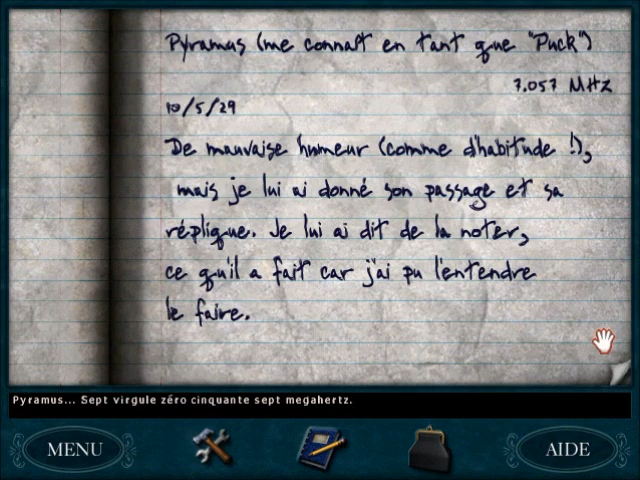 Pyramus (me connaît en tant que "Puck")
7.057 MHz
10/5/29
De mauvaise humeur (comme d'habitude !),
mais je lui ai donné son passage et sa
réplique. Je lui ai dit de la noter,
ce qu'il a fait car j'ai pu l'entendre
le faire.
Pyramus... Sept virgule zéro cinquante sept megahertz.
MENU
AIDE